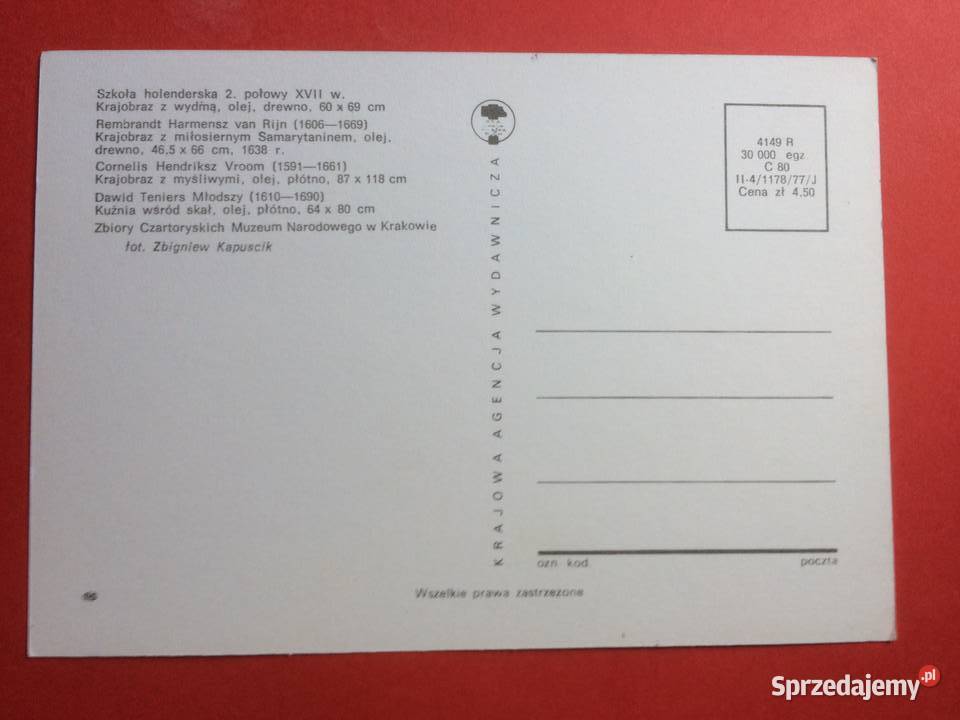 Szkoła holenderska 2. połowy XVII w.
Krajobraz z wydmą, olej, drewno, 60 x 69 cm
Rembrandt Harmensz van Rijn (1606—1669)
Krajobraz z miłosiernym Samarytaninem, olej,
drewno, 46,5 x 66 cm, 1638 r.
Cornelis Hendriksz Vroom (1591—1661)
Krajobraz z myśliwymi, olej, płótno, 87 x 118 cm
Dawid Teniers Młodszy (1610—1690)
Kuźnia wśród skał, olej, płótno, 64 x 80 cm
Zbiory Czartoryskich Muzeum Narodowego w Krakowie
fot. Zbigniew Kapuscik
KRAJOWA AGENCJA WYDAWNICZA
4149 R
30 000 egz.
C 80
II-4/1178/77/J
Cena zł 4,50
ozn. kod.
poczta
Wszelkie prawa zastrzeżone
Sprzedajemy.pl